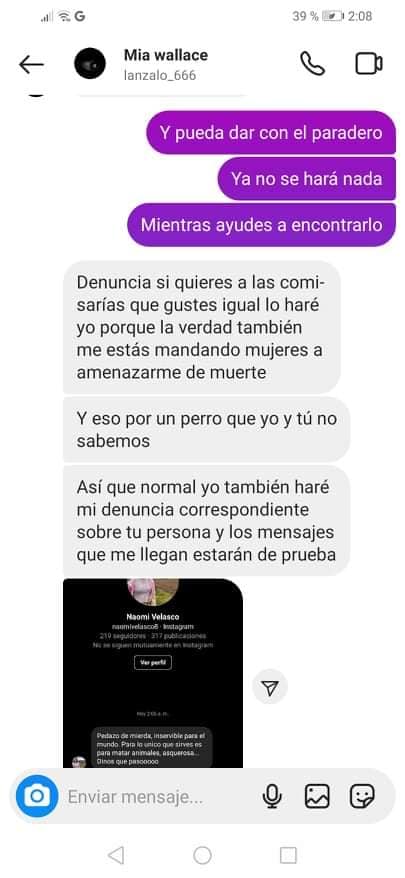 39 % 2:08
Mia wallace
lanzalo_666
Y pueda dar con el paradero
Ya no se hará nada
Mientras ayudes a encontrarlo
Denuncia si quieres a las comi-
sarías que gustes igual lo haré
yo porque la verdad también
me estás mandando mujeres a
amenazarme de muerte
Y eso por un perro que yo y tú no
sabemos
Así que normal yo también haré
mi denuncia correspondiente
sobre tu persona y los mensajes
que me llegan estarán de prueba
Naomi Velasco
naomivelasco8 · Instagram
219 seguidores · 317 publicaciones
No se siguen mutuamente en Instagram
Ver perfil
Hoy 2:05 a. m.
Pedazo de mierda, inservible para el
mundo. Para lo unico que sirves es
para matar animales, asquerosa...
Dinos que pasooooo
Enviar mensaje...